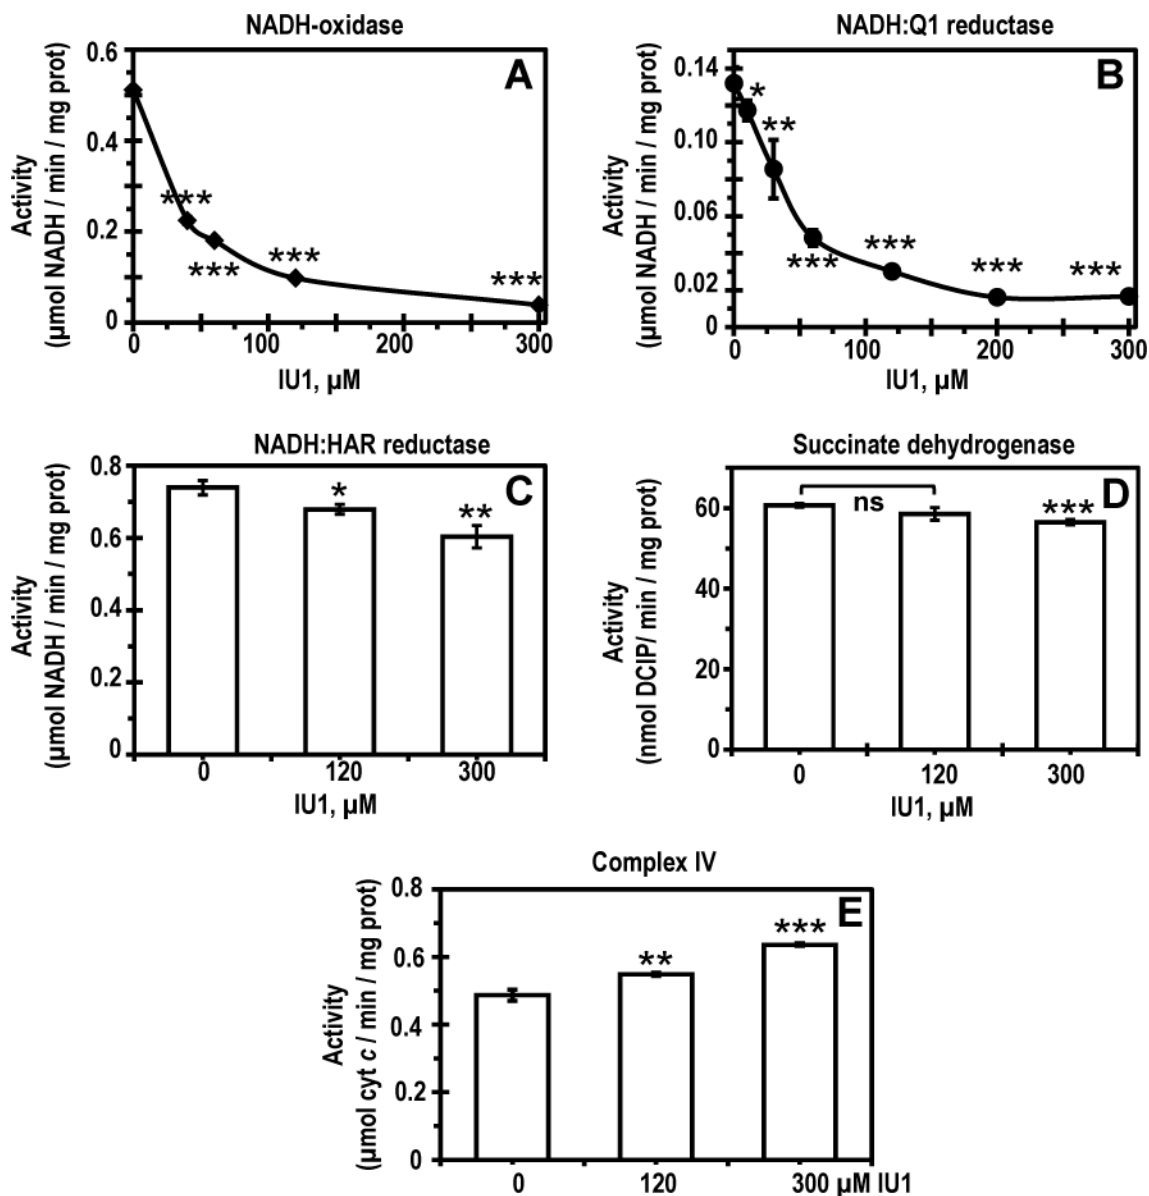 NADH-oxidase
A
Activity
(µmol NADH / min / mg prot)
0.6
0.4
0.2
0
***
***
***
***
0 100 200 300
IU1, µM
NADH:Q1 reductase
B
Activity
(µmol NADH / min / mg prot)
0.14
0.10
0.06
0.02
0
*
**
***
***
***
***
0 100 200 300
IU1, µM
NADH:HAR reductase
C
Activity
(µmol NADH / min / mg prot)
0.8
0.6
0.4
0.2
0
*
**
0 120 300
IU1, µM
Succinate dehydrogenase
D
Activity
(nmol DCIP/ min / mg prot)
60
40
20
0
ns
***
0 120 300
IU1, µM
Complex IV
E
Activity
(µmol cyt c / min / mg prot)
0.8
0.6
0.4
0.2
0
**
***
0 120 300 µM IU1